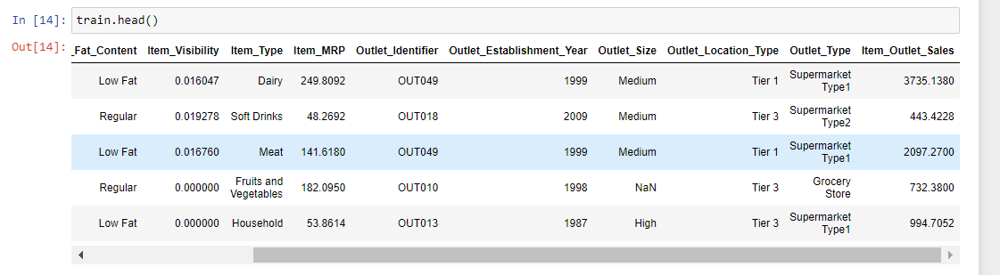 In [14]: train.head()
Out[14]:
_Fat_Content Item_Visibility Item_Type Item_MRP Outlet_Identifier Outlet_Establishment_Year Outlet_Size Outlet_Location_Type Outlet_Type Item_Outlet_Sales
Low Fat 0.016047 Dairy 249.8092 OUT049 1999 Medium Tier 1 Supermarket Type1 3735.1380
Regular 0.019278 Soft Drinks 48.2692 OUT018 2009 Medium Tier 3 Supermarket Type2 443.4228
Low Fat 0.016760 Meat 141.6180 OUT049 1999 Medium Tier 1 Supermarket Type1 2097.2700
Regular 0.000000 Fruits and Vegetables 182.0950 OUT010 1998 NaN Tier 3 Grocery Store 732.3800
Low Fat 0.000000 Household 53.8614 OUT013 1987 High Tier 3 Supermarket Type1 994.7052